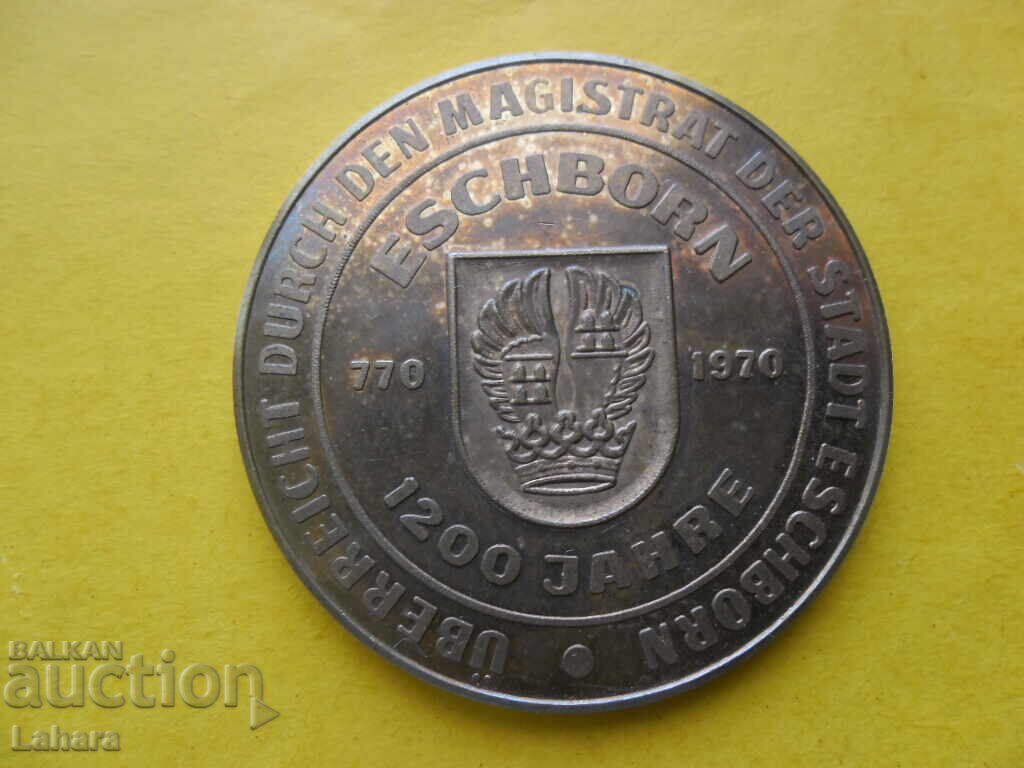 ÜBERREICHT DURCH DEN MAGISTRAT DER STADT ESCHBORN
ESCHBORN
770 1970
1200 JAHRE
BALKAN
auction
Lahara